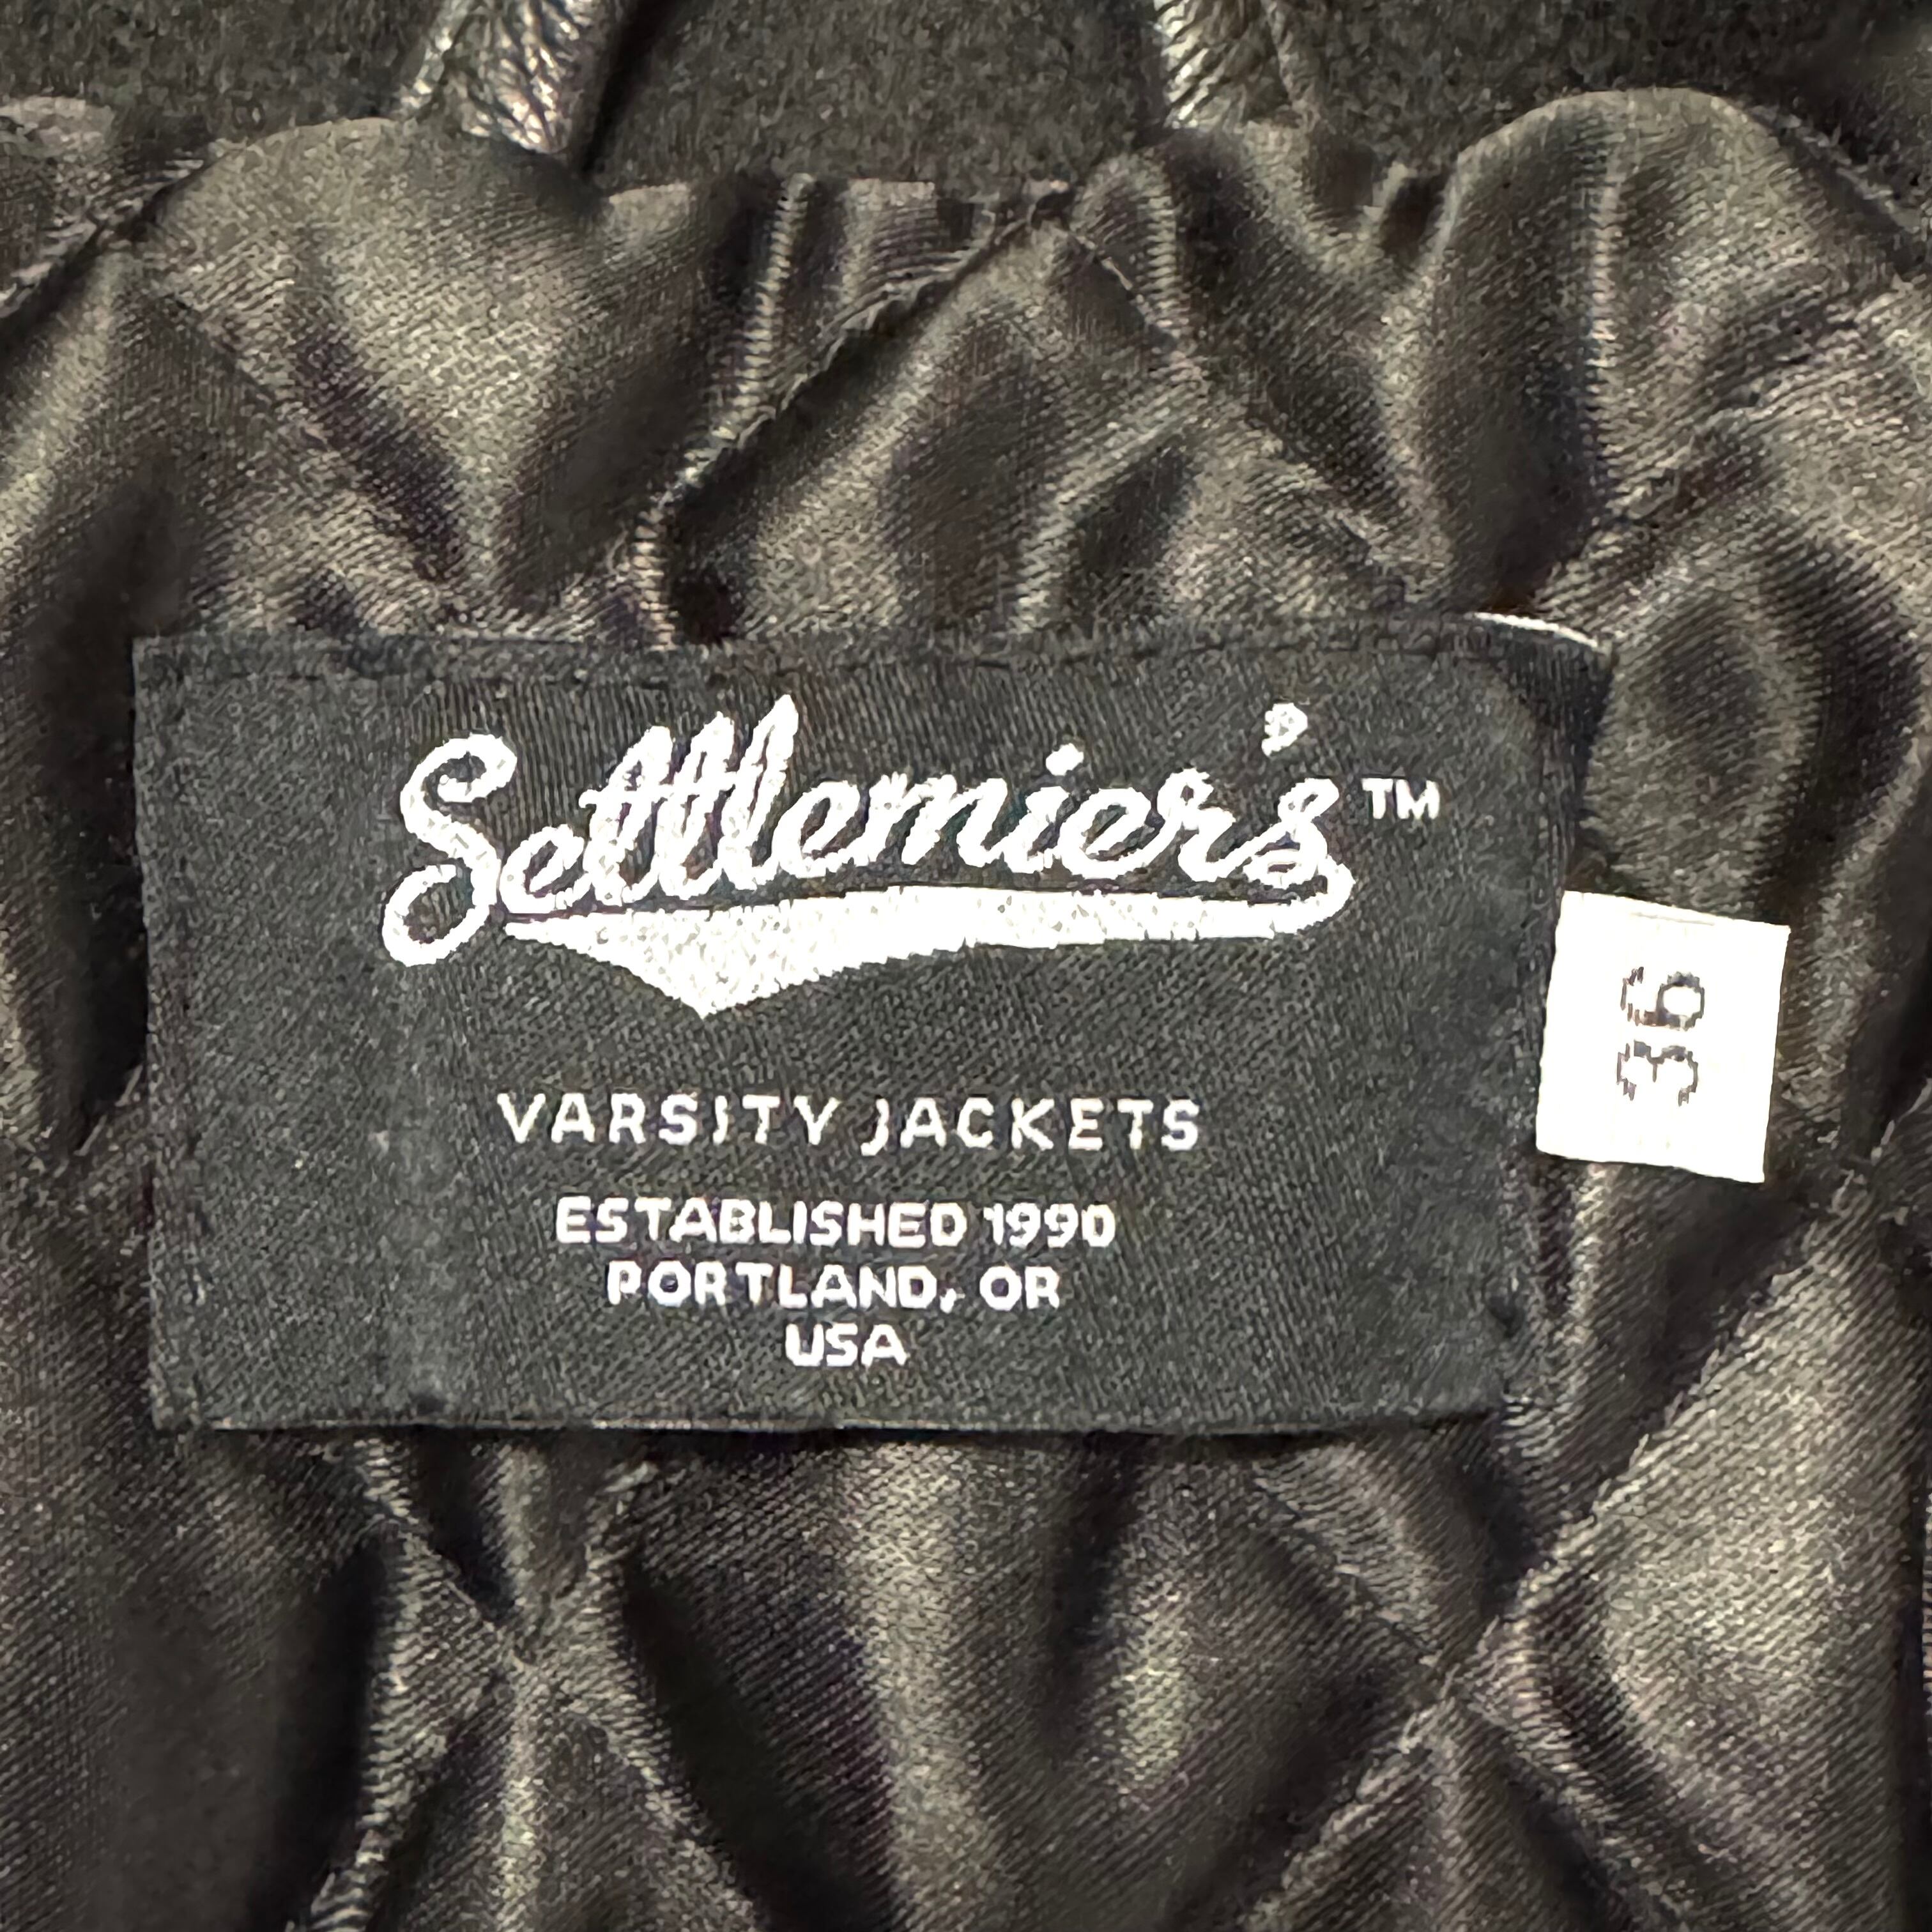 Settlemier's™
VARSITY JACKETS
ESTABLISHED 1990
PORTLAND, OR
USA
36